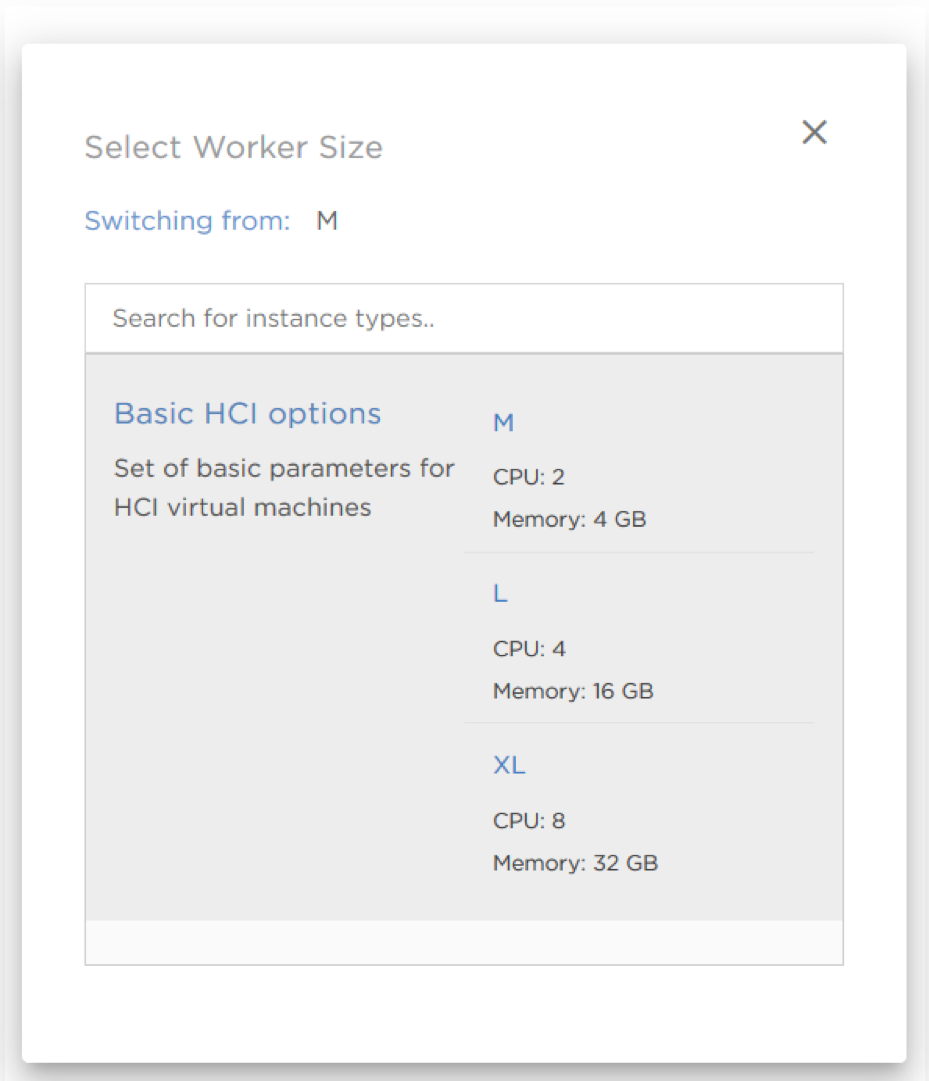 Select Worker Size
Switching from: M
Search for instance types..
Basic HCI options
Set of basic parameters for
HCI virtual machines
M
CPU: 2
Memory: 4 GB
L
CPU: 4
Memory: 16 GB
XL
CPU: 8
Memory: 32 GB